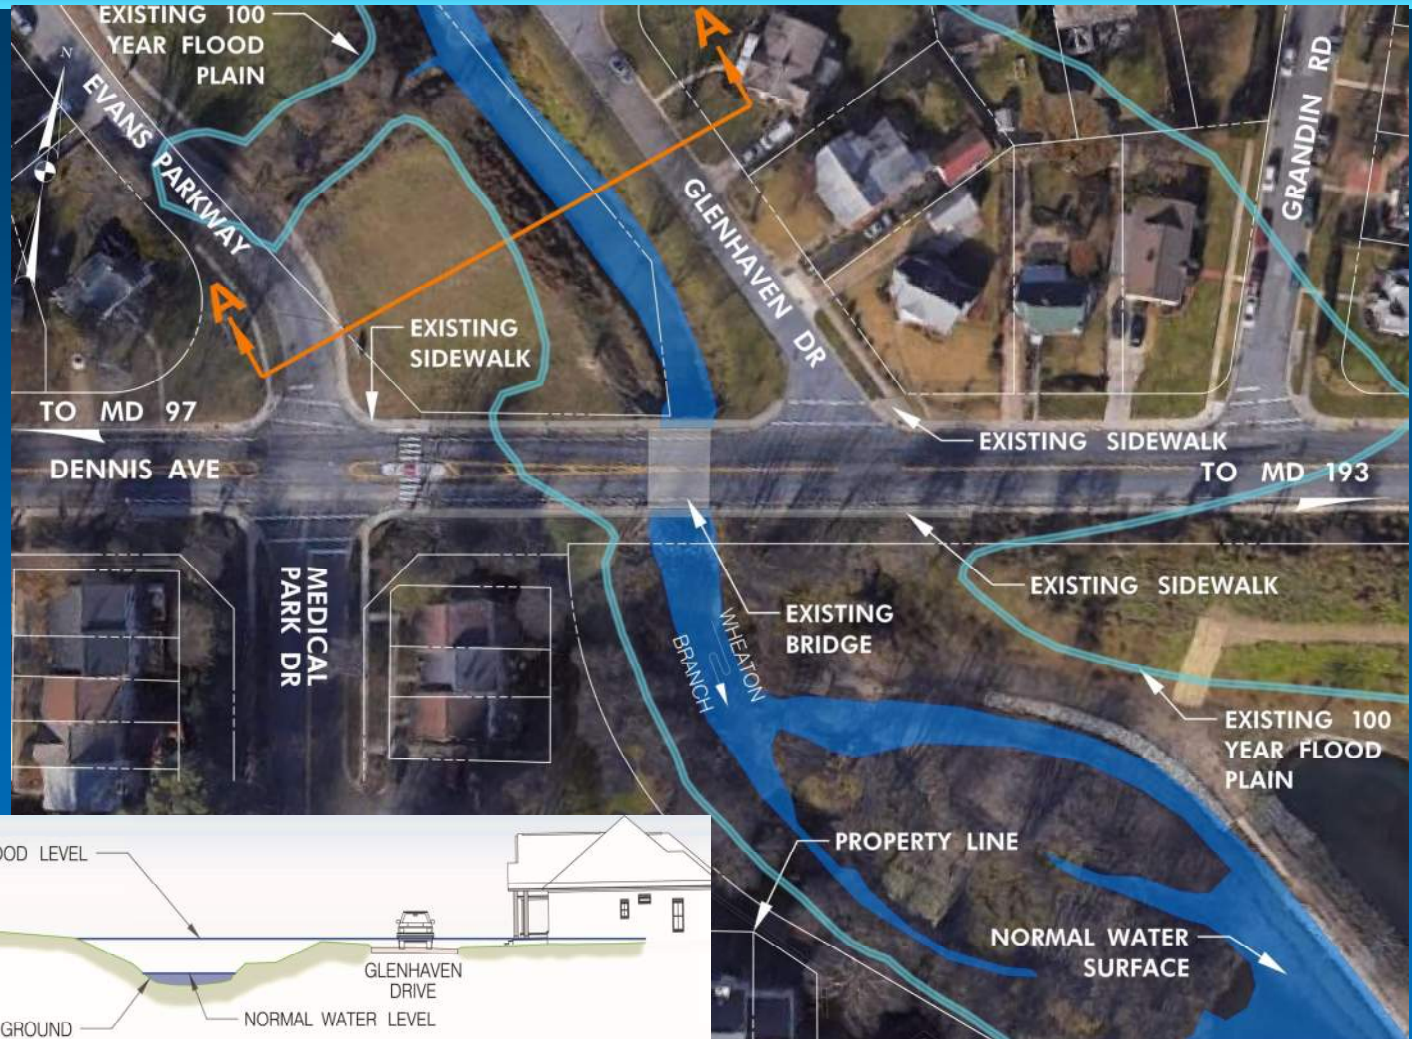 EXISTING 100
YEAR FLOOD
PLAIN
N
A
EVANS PARKWAY
GLENHAVEN DR
GRANDIN RD
A
EXISTING
SIDEWALK
TO MD 97
DENNIS AVE
EXISTING SIDEWALK
TO MD 193
MEDICAL
PARK DR
EXISTING SIDEWALK
EXISTING
BRIDGE
WHEATON
BRANCH
EXISTING 100
YEAR FLOOD
PLAIN
PROPERTY LINE
NORMAL WATER
SURFACE
OOD LEVEL
GLENHAVEN
DRIVE
NORMAL WATER LEVEL
GROUND